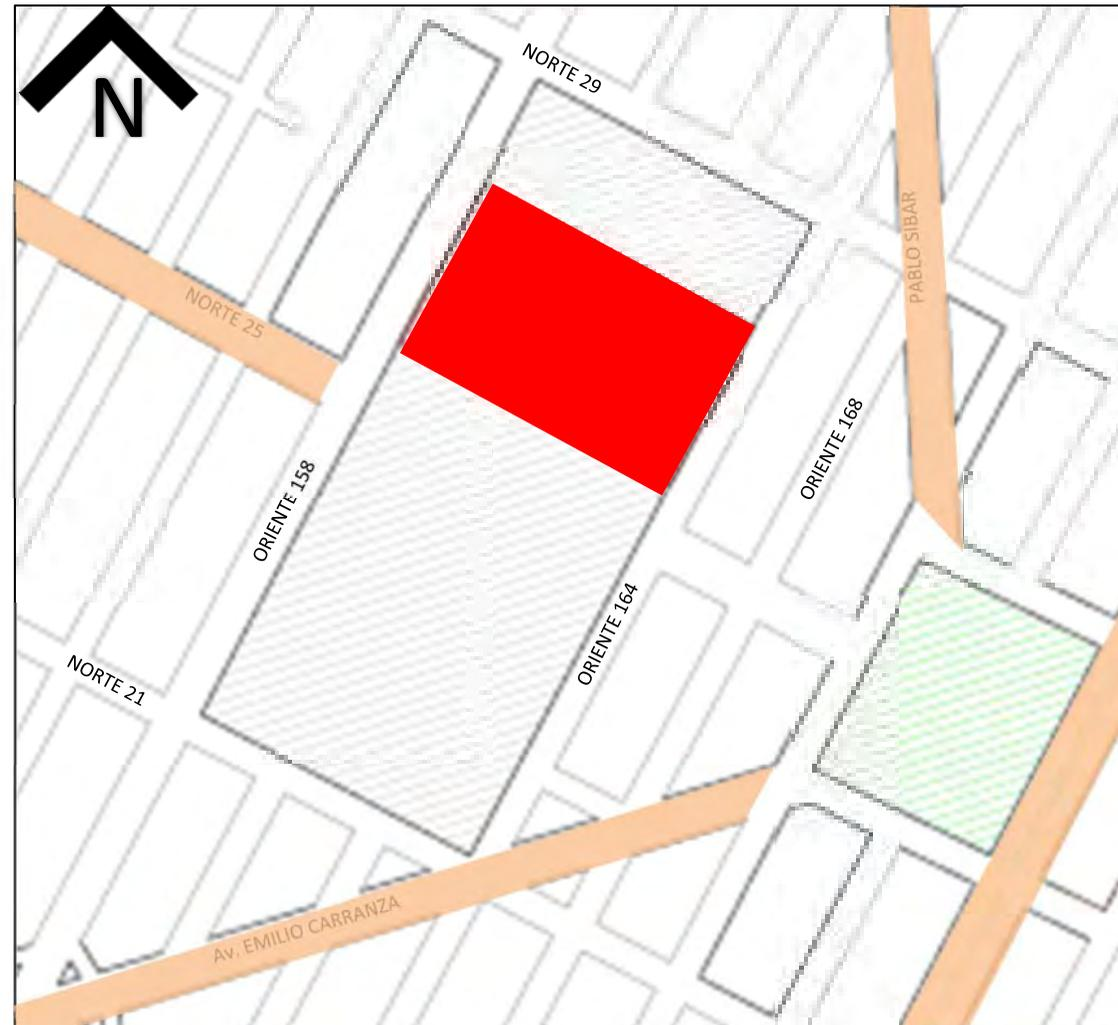 N
NORTE 29
PABLO SIBAR
NORTE 25
ORIENTE 168
ORIENTE 158
ORIENTE 164
NORTE 21
Av. EMILIO CARRANZA